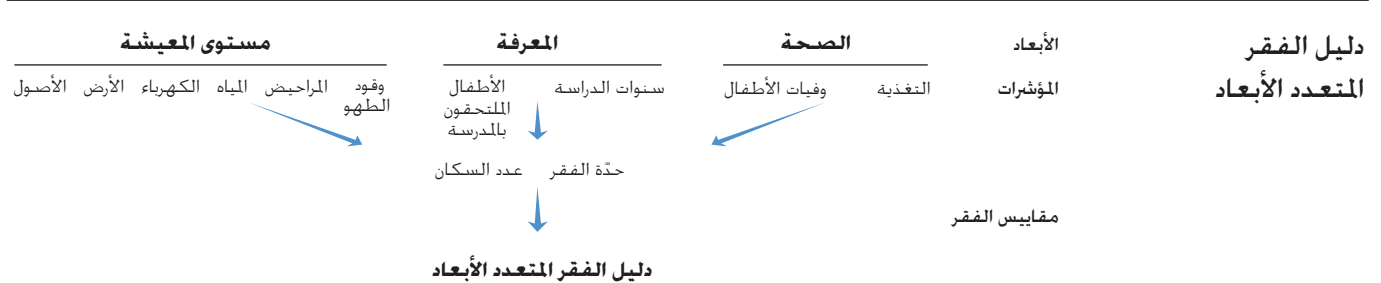 دليل الفقر
المتعدد الأبعاد
الأبعاد
الصحة
المعرفة
مستوى المعيشة
المؤشرات
التغذية
وفيات الأطفال
سنوات الدراسة
الأطفال
الملتحقون
بالمدرسة
وقود
الطهو
المراحيض
المياه
الكهرباء
الأرض
الأصول
حدّة الفقر
عدد السكان
مقاييس الفقر
دليل الفقر المتعدد الأبعاد